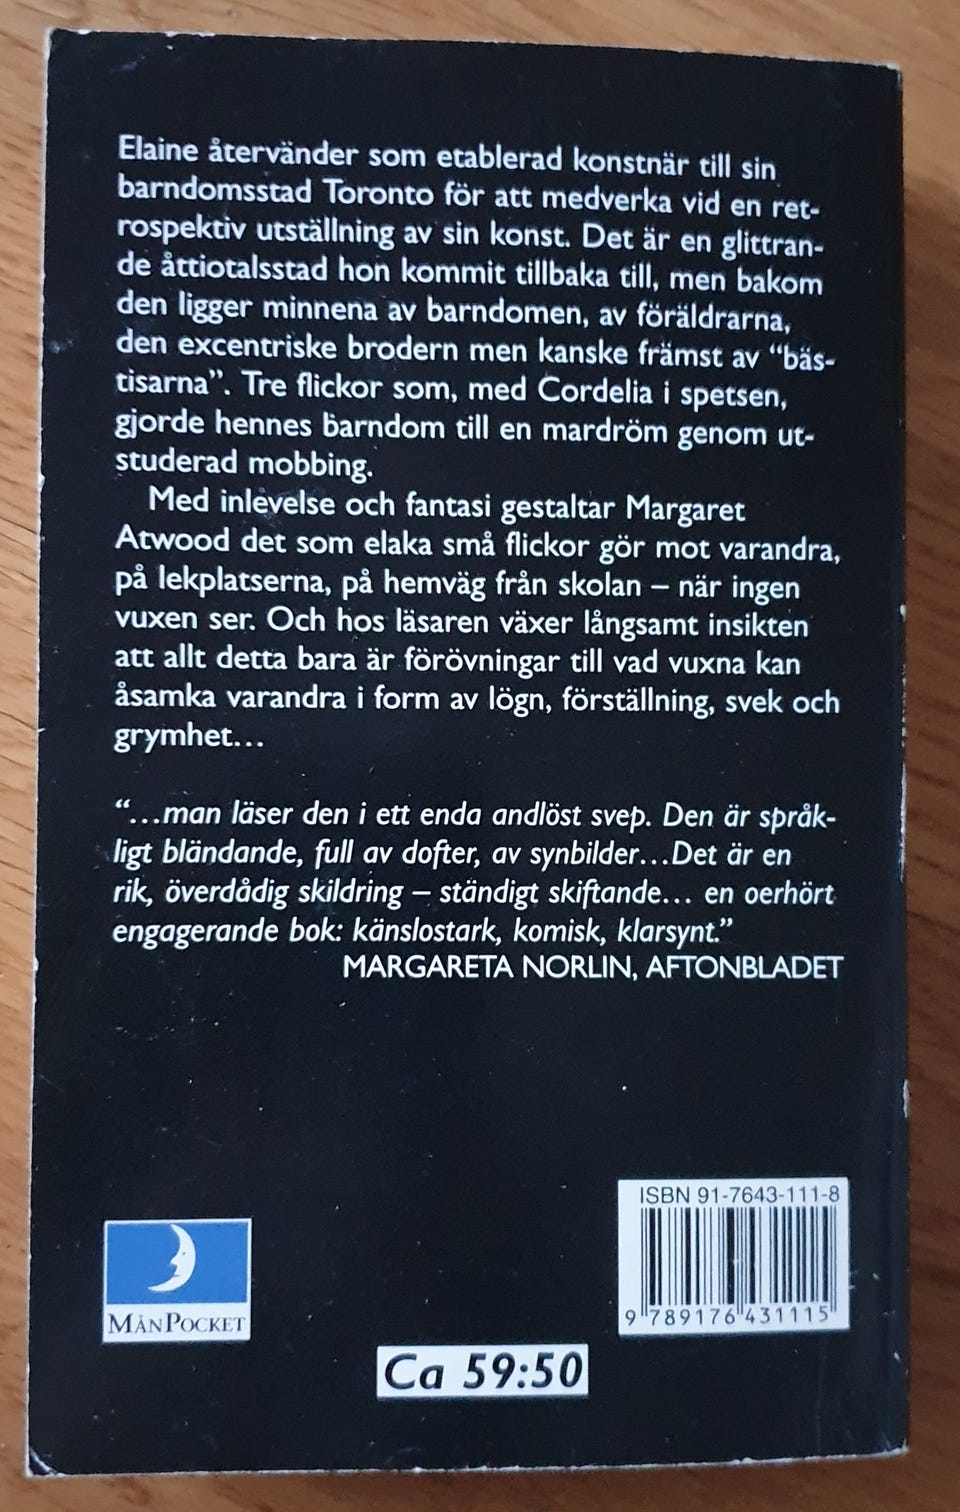 Elaine återvänder som etablerad konstnär till sin
barndomsstad Toronto för att medverka vid en ret-
rospektiv utställning av sin konst. Det är en glittran-
de åttiotalsstad hon kommit tillbaka till, men bakom
den ligger minnena av barndomen, av föräldrarna,
den excentriske brodern men kanske främst av “bäs-
tisarna”. Tre flickor som, med Cordelia i spetsen,
gjorde hennes barndom till en mardröm genom ut-
studerad mobbing.
Med inlevelse och fantasi gestaltar Margaret
Atwood det som elaka små flickor gör mot varandra,
på lekplatserna, på hemväg från skolan – när ingen
vuxen ser. Och hos läsaren växer långsamt insikten
att allt detta bara är förövningar till vad vuxna kan
åsamka varandra i form av lögn, förställning, svek och
grymhet…
“…man läser den i ett enda andlöst svep. Den är språk-
ligt bländande, full av dofter, av synbilder…Det är en
rik, överdådig skildring – ständigt skiftande… en oerhört
engagerande bok: känslostark, komisk, klarsynt.”
MARGARETA NORLIN, AFTONBLADET
ISBN 91-7643-111-8
9 789176 431115
MÅNPOCKET
Ca 59:50